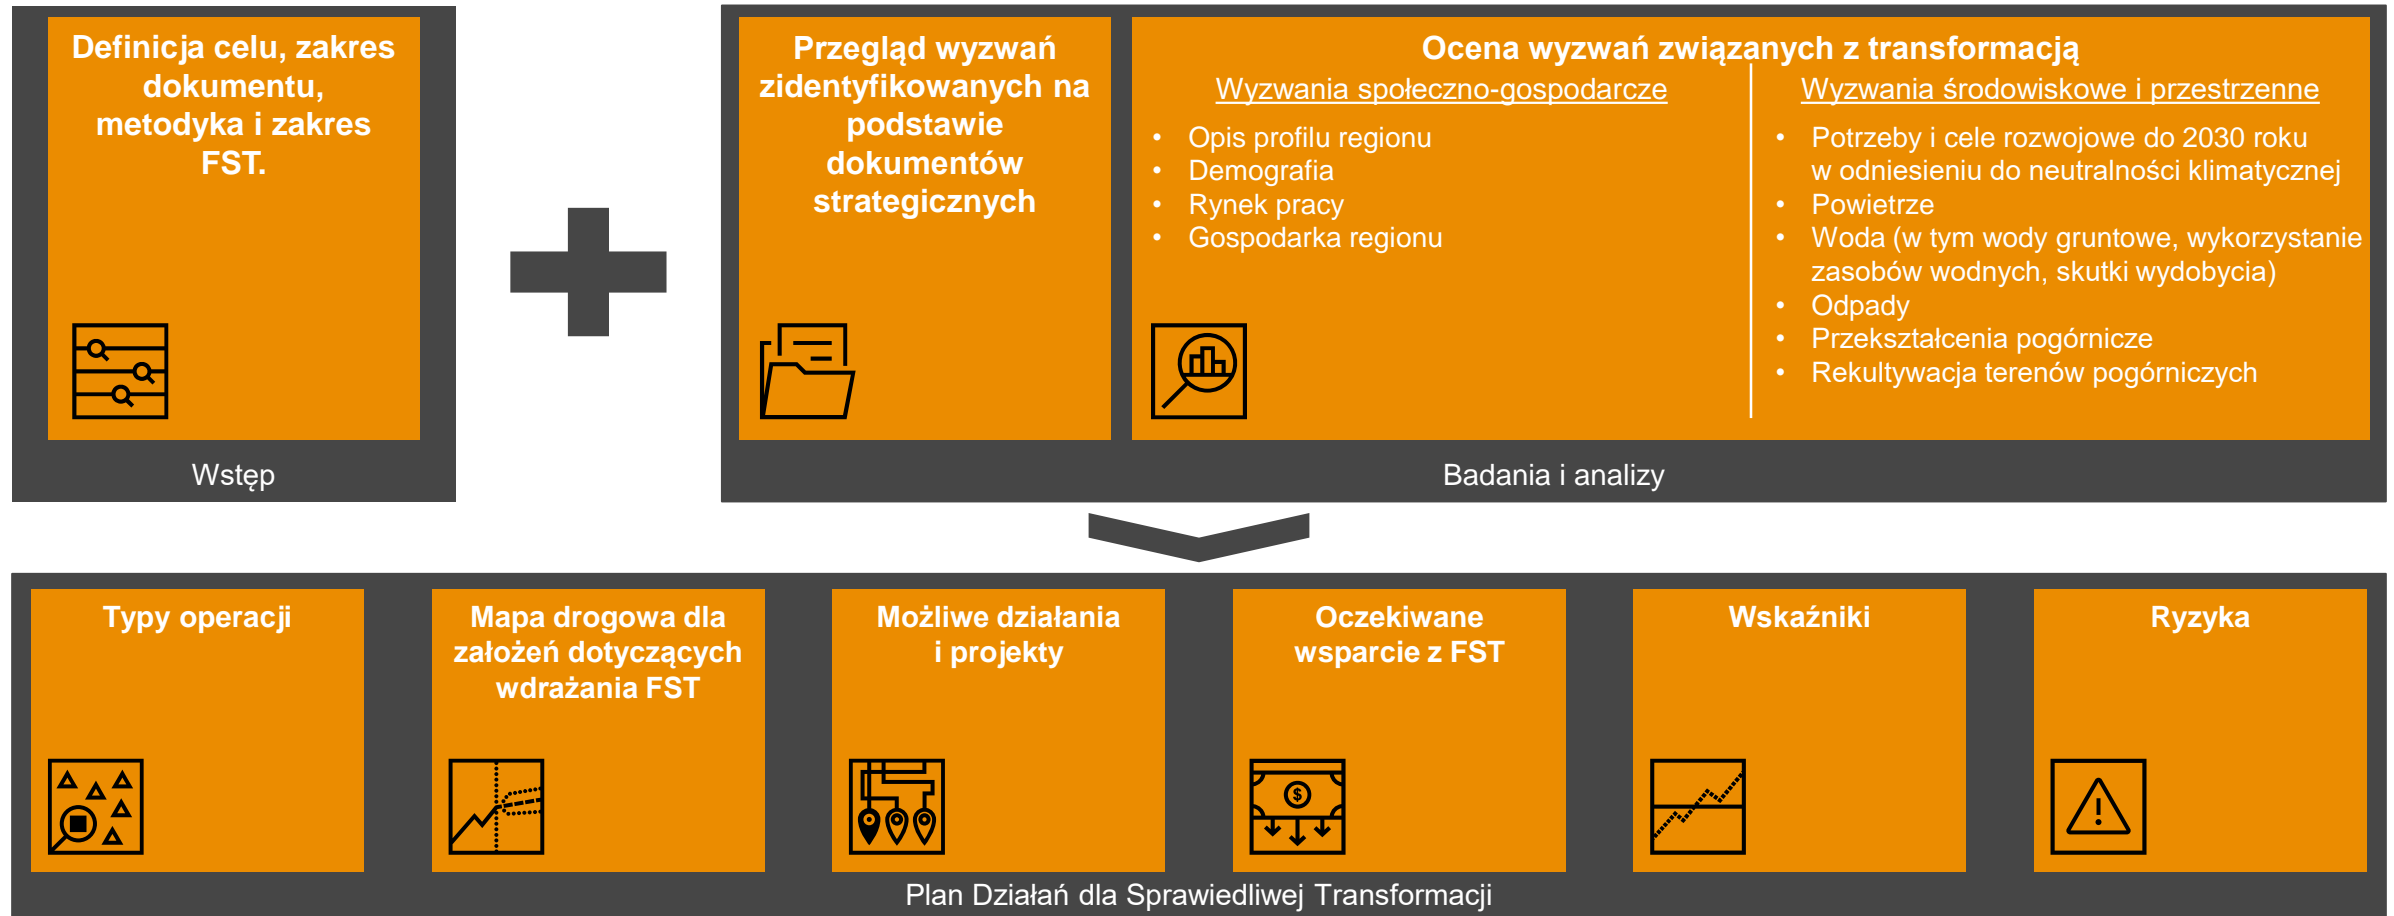 Definicja celu, zakres
dokumentu,
metodyka i zakres
FST.
Wstęp
Przegląd wyzwań
zidentyfikowanych na
podstawie
dokumentów
strategicznych
Ocena wyzwań związanych z transformacją
Wyzwania społeczno-gospodarcze
• Opis profilu regionu
• Demografia
• Rynek pracy
• Gospodarka regionu
Wyzwania środowiskowe i przestrzenne
• Potrzeby i cele rozwojowe do 2030 roku
w odniesieniu do neutralności klimatycznej
• Powietrze
• Woda (w tym wody gruntowe, wykorzystanie
zasobów wodnych, skutki wydobycia)
• Odpady
• Przekształcenia pogórnicze
• Rekultywacja terenów pogórniczych
Badania i analizy
Typy operacji
Mapa drogowa dla
założeń dotyczących
wdrażania FST
Możliwe działania
i projekty
Oczekiwane
wsparcie z FST
$
Wskaźniki
Ryzyka
Plan Działań dla Sprawiedliwej Transformacji